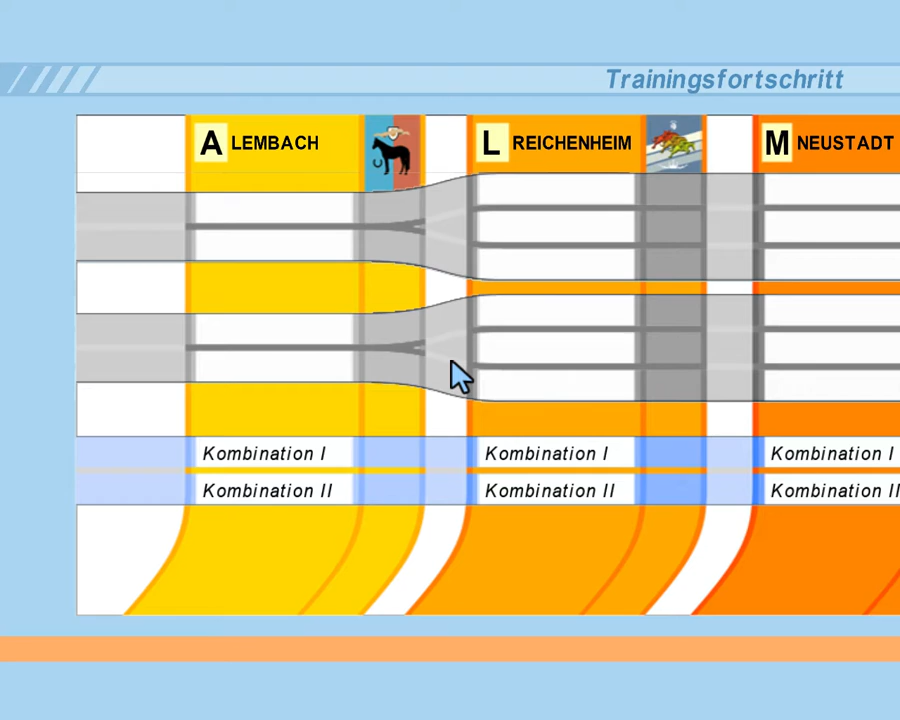 Trainingsfortschritt
A LEMBACH
L REICHENHEIM
M NEUSTADT
Kombination I
Kombination I
Kombination I
Kombination II
Kombination II
Kombination II